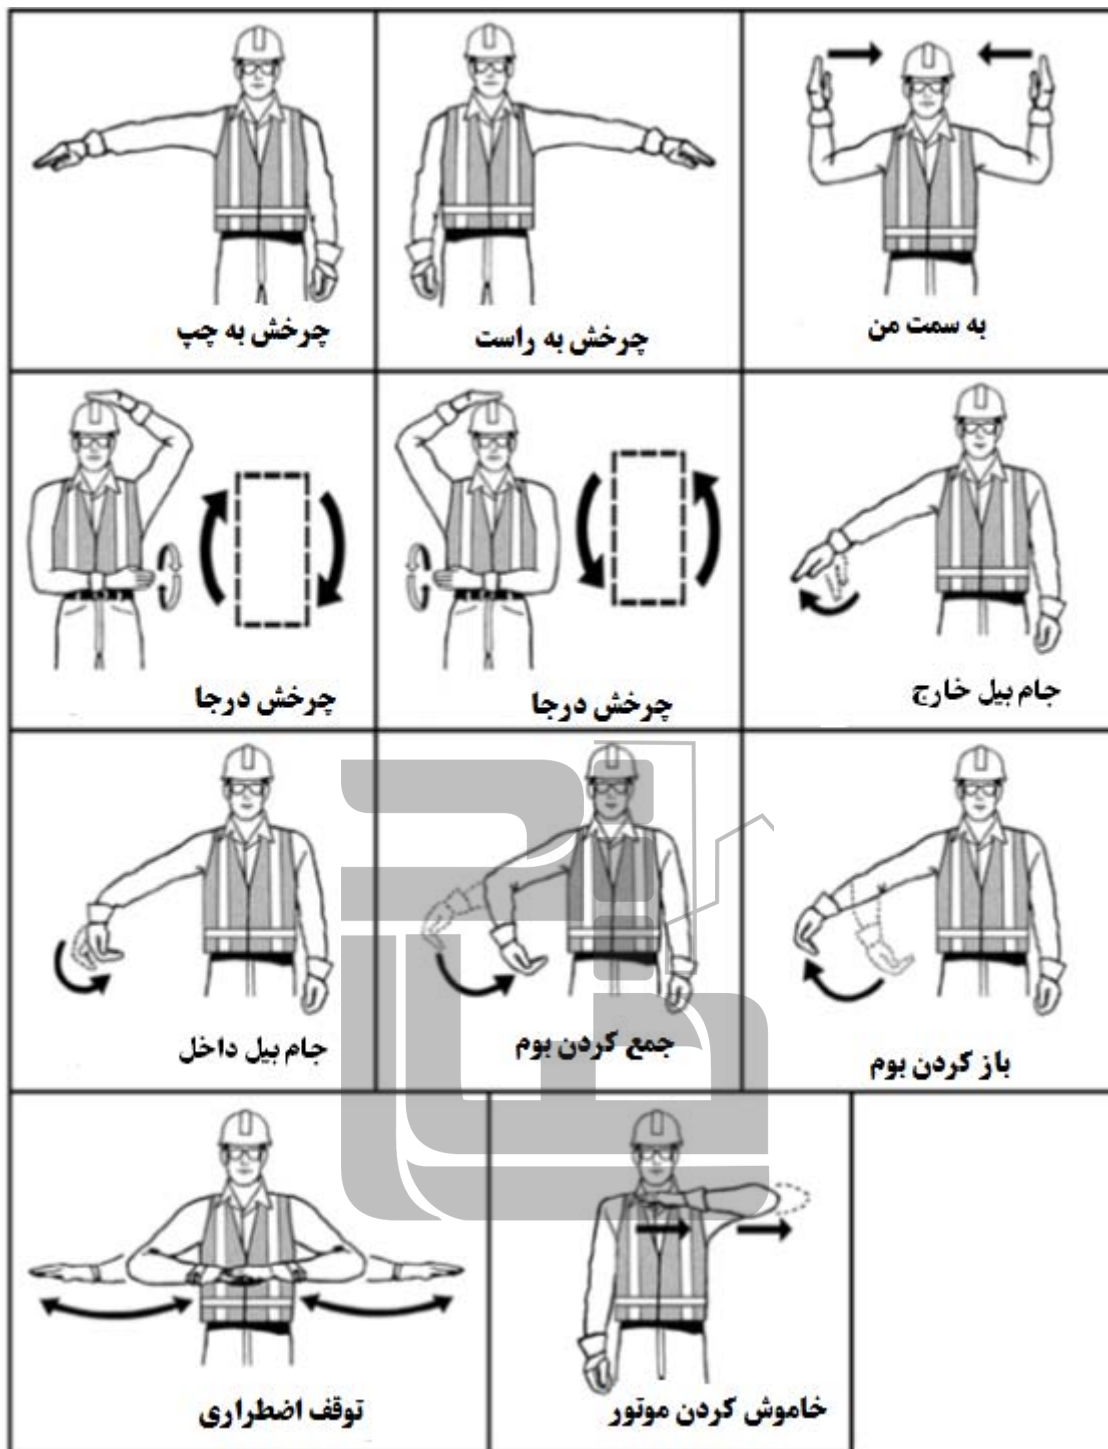 به سمت من
چرخش به راست
چرخش به چپ
جام بیل خارج
چرخش درجا
چرخش درجا
باز کردن بوم
جمع کردن بوم
جام بیل داخل
خاموش کردن موتور
توقف اضطراری